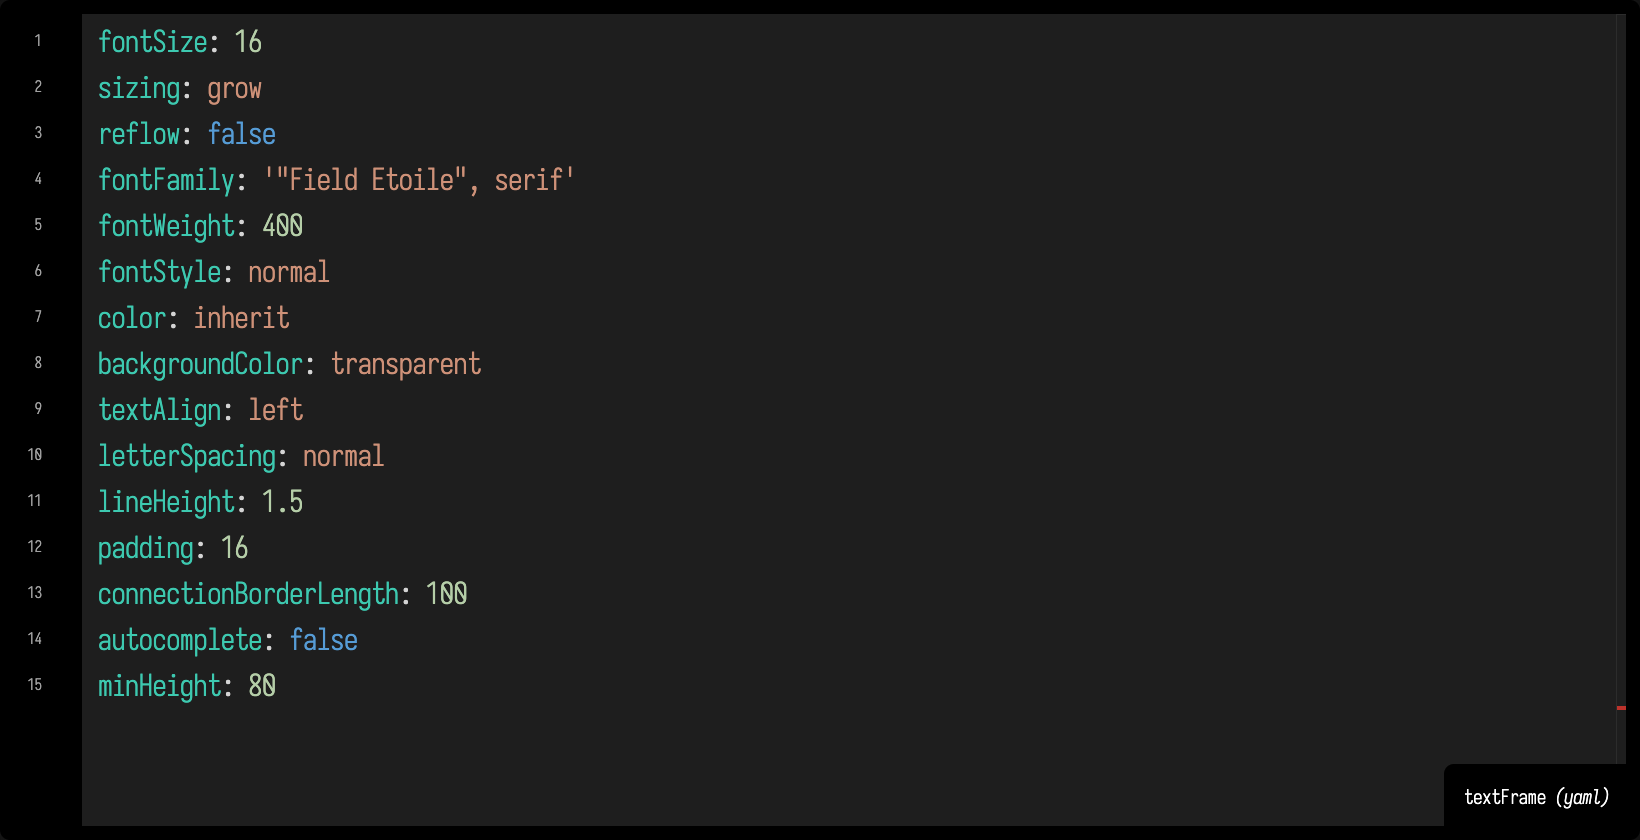 1 fontSize: 16
2 sizing: grow
3 reflow: false
4 fontFamily: '"Field Etoile", serif'
5 fontWeight: 400
6 fontStyle: normal
7 color: inherit
8 backgroundColor: transparent
9 textAlign: left
10 letterSpacing: normal
11 lineHeight: 1.5
12 padding: 16
13 connectionBorderLength: 100
14 autocomplete: false
15 minHeight: 80
textFrame (yaml)